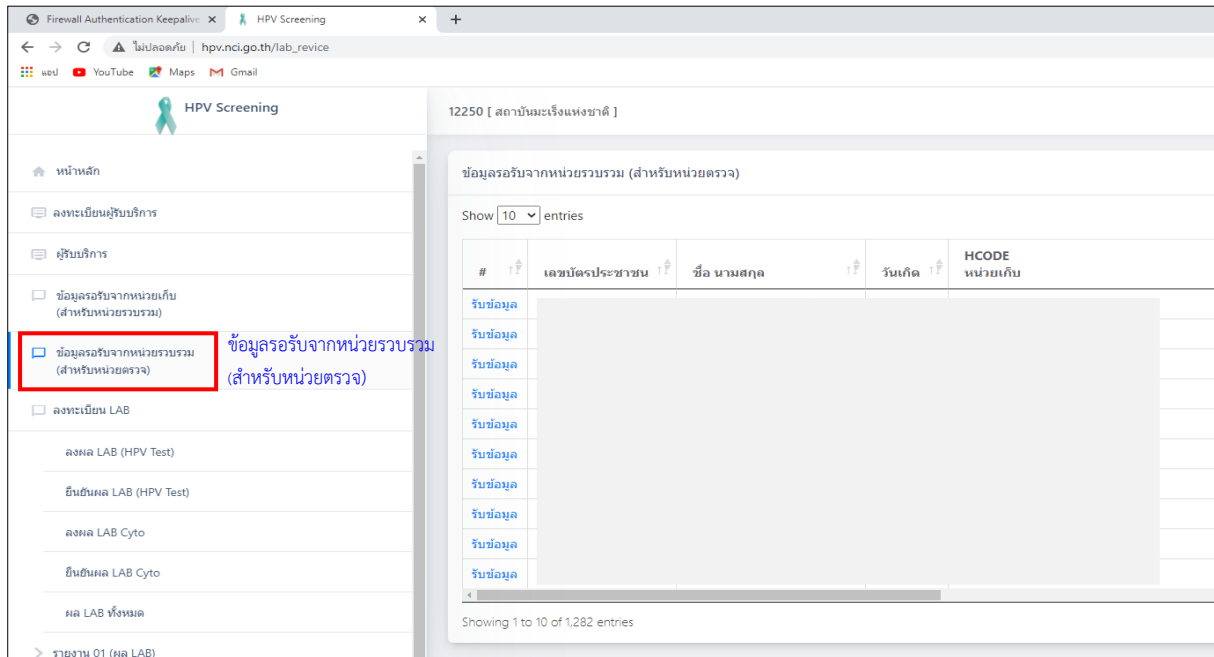 Firewall Authentication Keepalive
HPV Screening
ไม่ปลอดภัย | hpv.nci.go.th/lab_revice
แอป YouTube Maps Gmail
HPV Screening
12250 [ สถาบันมะเร็งแห่งชาติ ]
หน้าหลัก
ลงทะเบียนผู้รับบริการ
ผู้รับบริการ
ข้อมูลรอรับจากหน่วยเก็บ
(สำหรับหน่วยรวบรวม)
ข้อมูลรอรับจากหน่วยรวบรวม
(สำหรับหน่วยตรวจ)
ข้อมูลรอรับจากหน่วยรวบรวม
(สำหรับหน่วยตรวจ)
ลงทะเบียน LAB
ลงผล LAB (HPV Test)
ยืนยันผล LAB (HPV Test)
ลงผล LAB Cyto
ยืนยันผล LAB Cyto
ผล LAB ทั้งหมด
รายงาน 01 (ผล LAB)
ข้อมูลรอรับจากหน่วยรวบรวม (สำหรับหน่วยตรวจ)
Show 10 entries
# เลขบัตรประชาชน ชื่อ นามสกุล วันเกิด HCODE
หน่วยเก็บ
รับข้อมูล
รับข้อมูล
รับข้อมูล
รับข้อมูล
รับข้อมูล
รับข้อมูล
รับข้อมูล
รับข้อมูล
รับข้อมูล
รับข้อมูล
Showing 1 to 10 of 1,282 entries